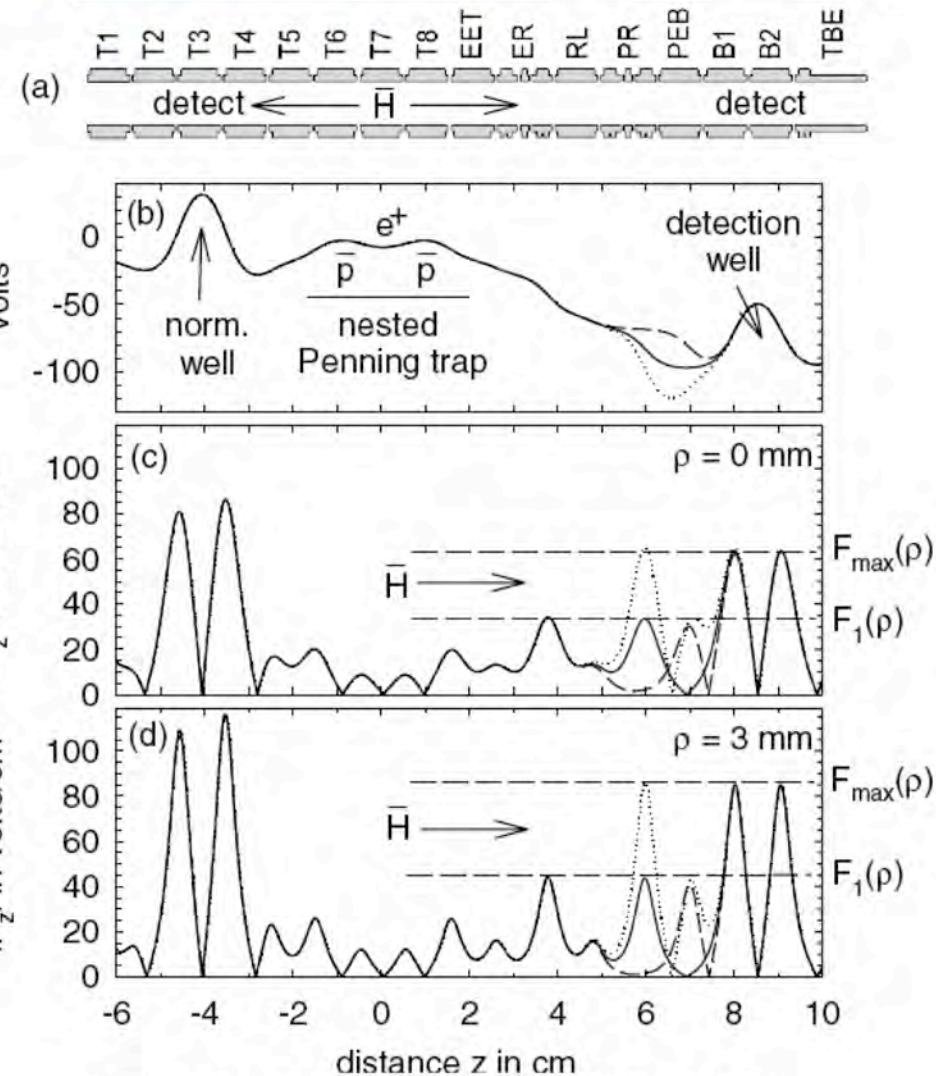 T1 T2 T3 T4 T5 T6 T7 T8 EET ER RL PR PEB B1 B2 TBE
(a)
detect H̅ detect
(b)
e⁺
p̅ p̅
norm.
well
nested
Penning trap
detection
well
0
-50
-100
Volts
(c)
ρ = 0 mm
H̅
Fmax(ρ)
F1(ρ)
100
80
60
40
20
0
(d)
ρ = 3 mm
H̅
Fmax(ρ)
F1(ρ)
100
80
60
40
20
0
-6 -4 -2 0 2 4 6 8 10
distance z in cm